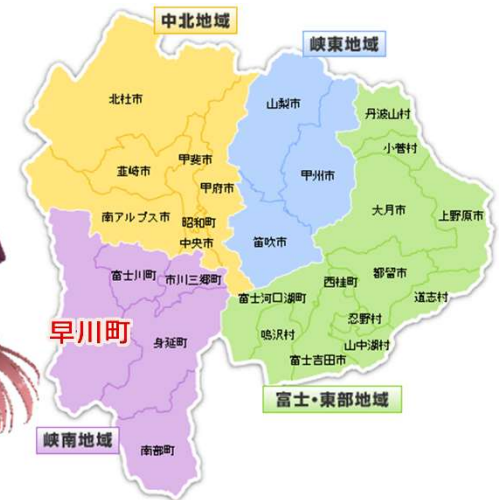 中北地域
峡東地域
北杜市
山梨市
丹波山村
小菅村
甲斐市
韮崎市
甲府市
甲州市
南アルプス市
昭和町
大月市
上野原市
中央市
笛吹市
富士川町
市川三郷町
西桂町
都留市
富士河口湖町
道志村
早川町
身延町
鳴沢村
忍野村
山中湖村
富士吉田市
富士・東部地域
峡南地域
南部町